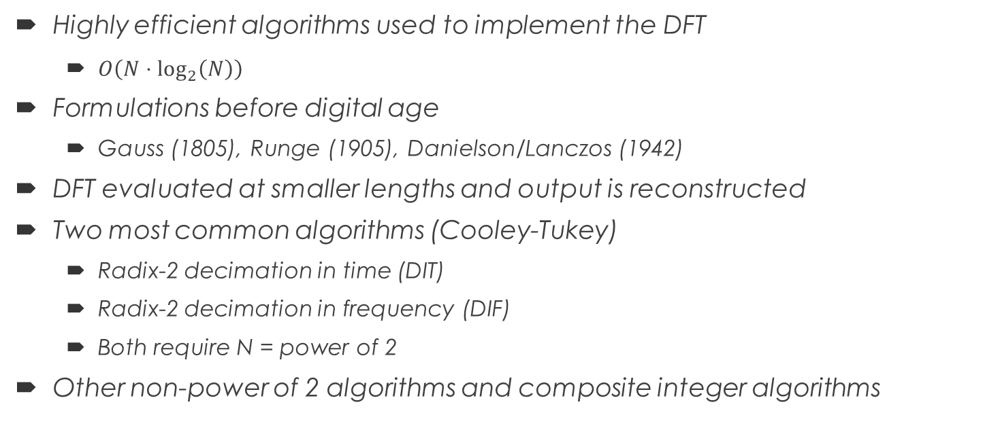 Highly efficient algorithms used to implement the DFT
O(N · log₂(N))
Formulations before digital age
Gauss (1805), Runge (1905), Danielson/Lanczos (1942)
DFT evaluated at smaller lengths and output is reconstructed
Two most common algorithms (Cooley-Tukey)
Radix-2 decimation in time (DIT)
Radix-2 decimation in frequency (DIF)
Both require N = power of 2
Other non-power of 2 algorithms and composite integer algorithms